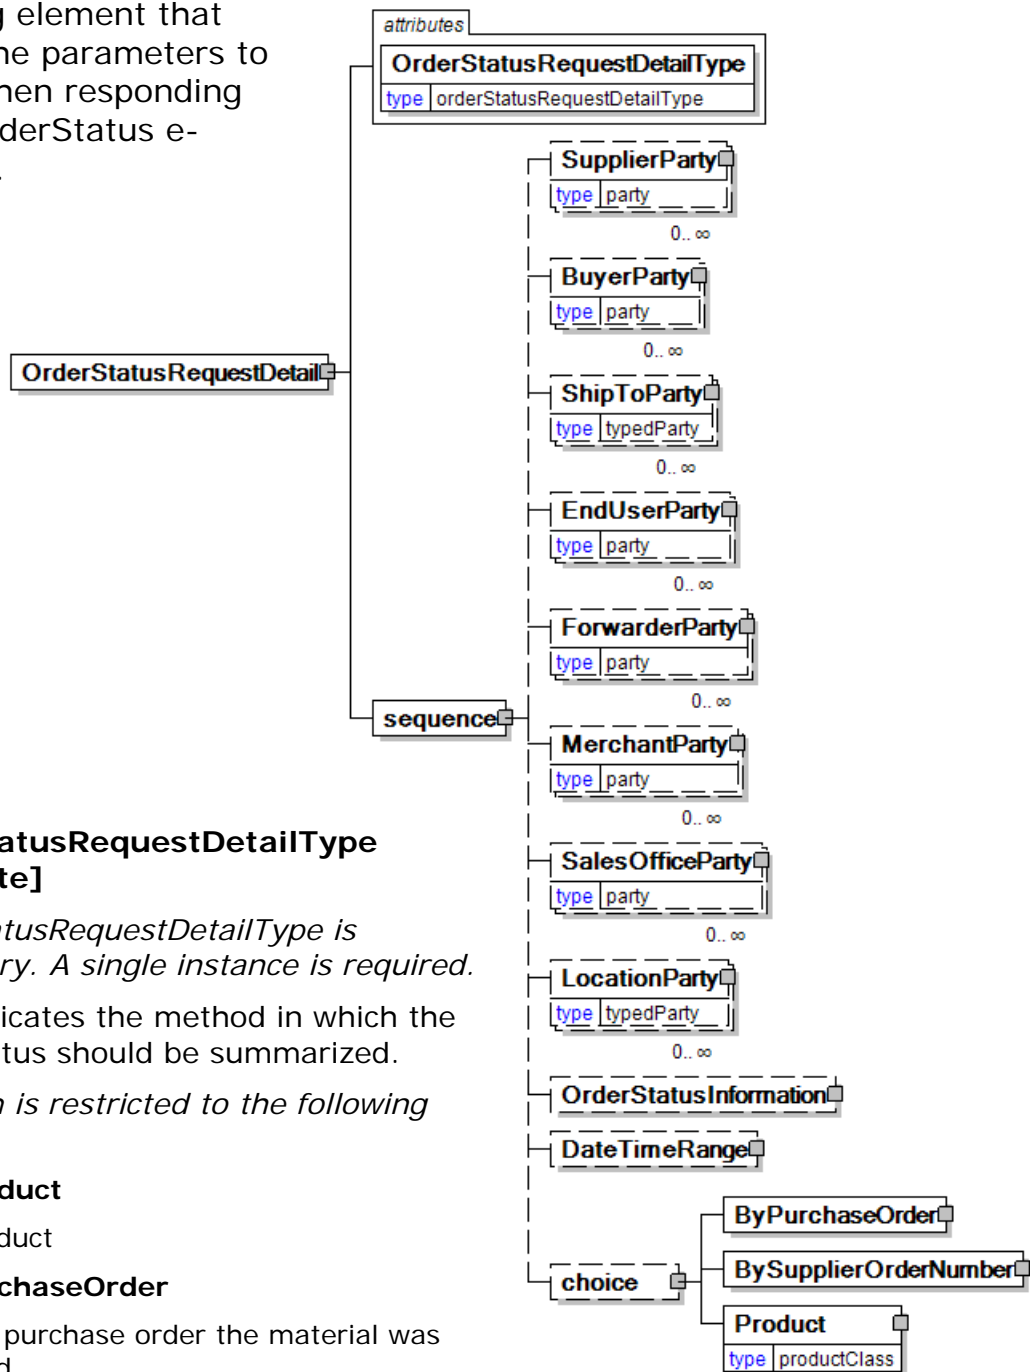 g element that
ne parameters to
hen responding
derStatus e-
.
attributes
OrderStatusRequestDetailType
type orderStatusRequestDetailType
SupplierParty
type party
0.. ∞
BuyerParty
type party
0.. ∞
OrderStatusRequestDetail
ShipToParty
type typedParty
0.. ∞
EndUserParty
type party
0.. ∞
ForwarderParty
type party
0.. ∞
sequence
MerchantParty
type party
0.. ∞
SalesOfficeParty
type party
0.. ∞
LocationParty
type typedParty
0.. ∞
OrderStatusInformation
DateTimeRange
choice
ByPurchaseOrder
BySupplierOrderNumber
Product
type productClass
atusRequestDetailType
te]
atusRequestDetailType is
ry. A single instance is required.
icates the method in which the
tus should be summarized.
n is restricted to the following
duct
duct
chaseOrder
purchase order the material was
d